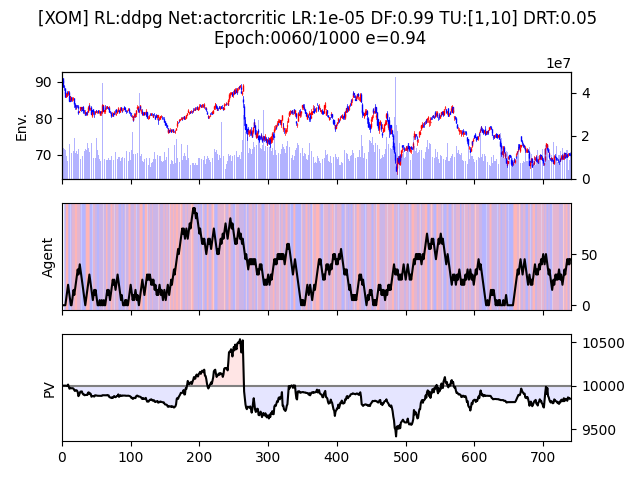 [XOM] RL:ddpg Net:actorcritic LR:1e-05 DF:0.99 TU:[1,10] DRT:0.05
Epoch:0060/1000 e=0.94
1e7
90
80
70
Env.
4
2
0
Agent
50
0
PV
10500
10000
9500
0 100 200 300 400 500 600 700